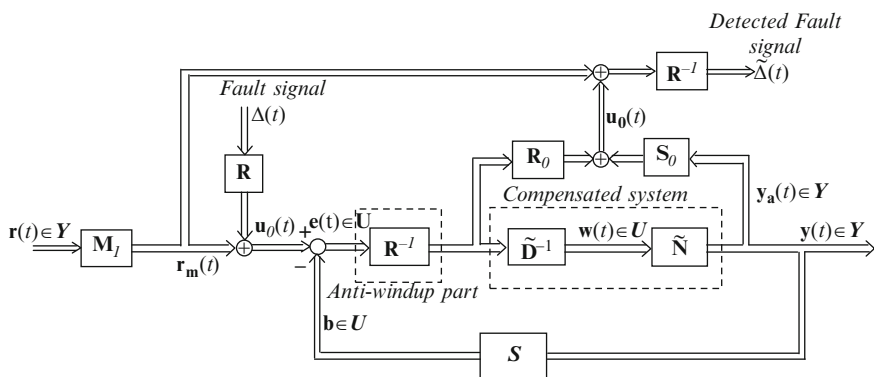 Detected Fault
signal
Δ̃(t)
R⁻¹
Fault signal
Δ(t)
u₀(t)
R
R₀
S₀
Compensated system
yₐ(t)∈Y
r(t)∈Y
M₁
rₘ(t)
u₀(t)
+
e(t)∈U
R⁻¹
D̃⁻¹
w(t)∈U
Ñ
y(t)∈Y
−
Anti-windup part
b∈U
S